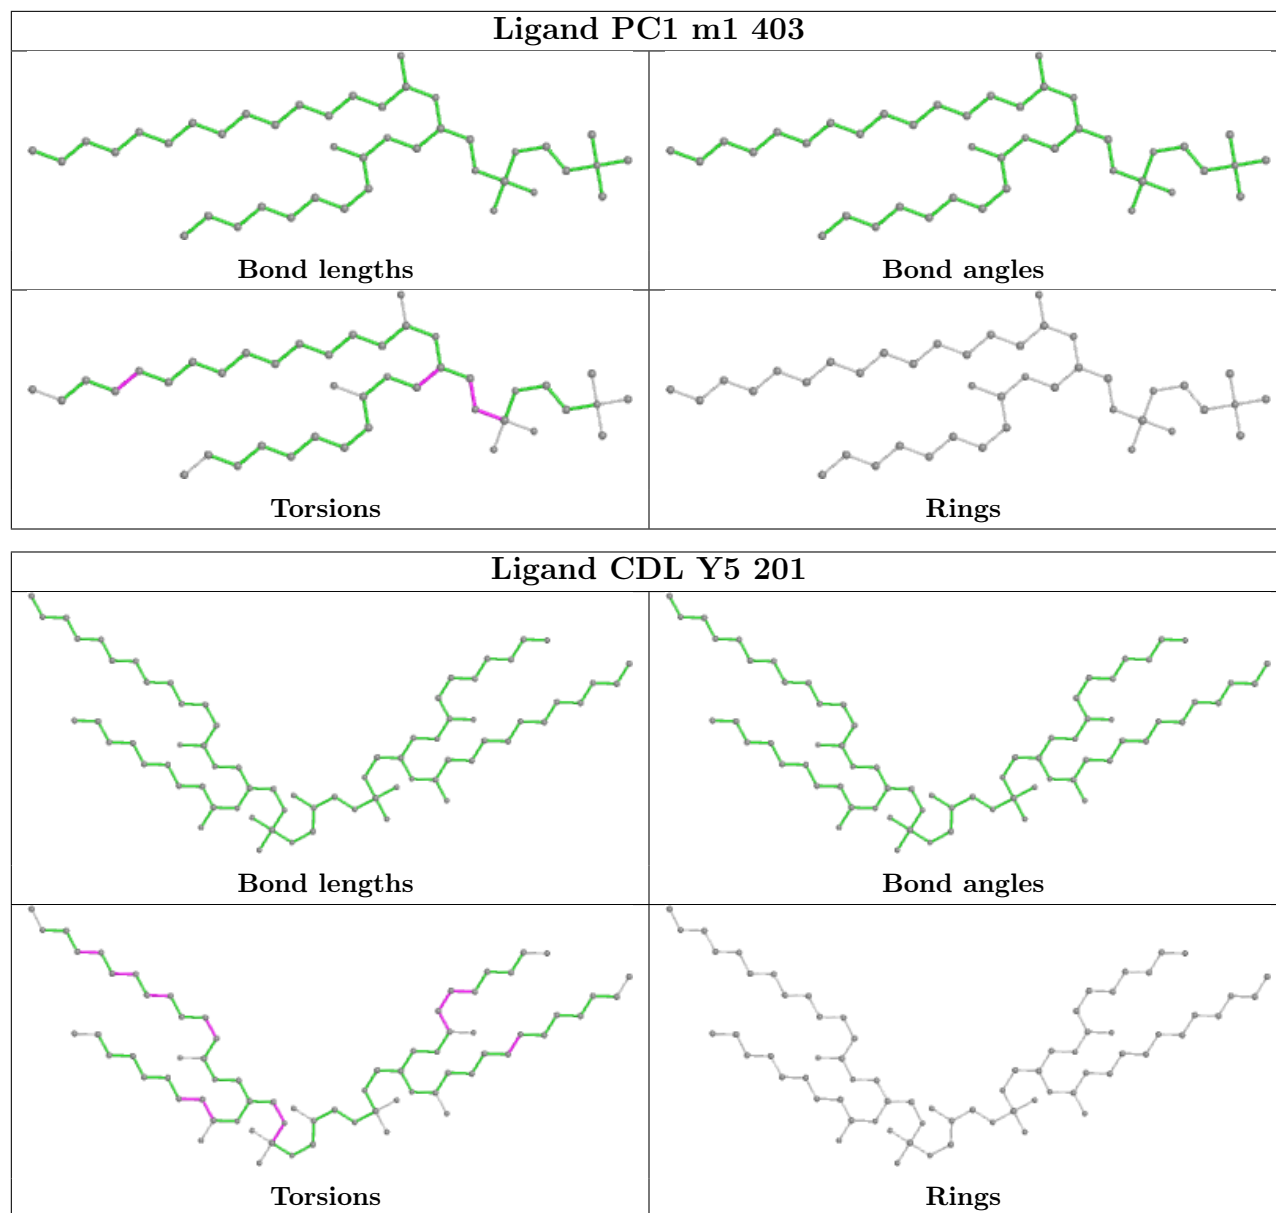 Ligand PC1 m1 403
Bond lengths
Bond angles
Torsions
Rings
Ligand CDL Y5 201
Bond lengths
Bond angles
Torsions
Rings